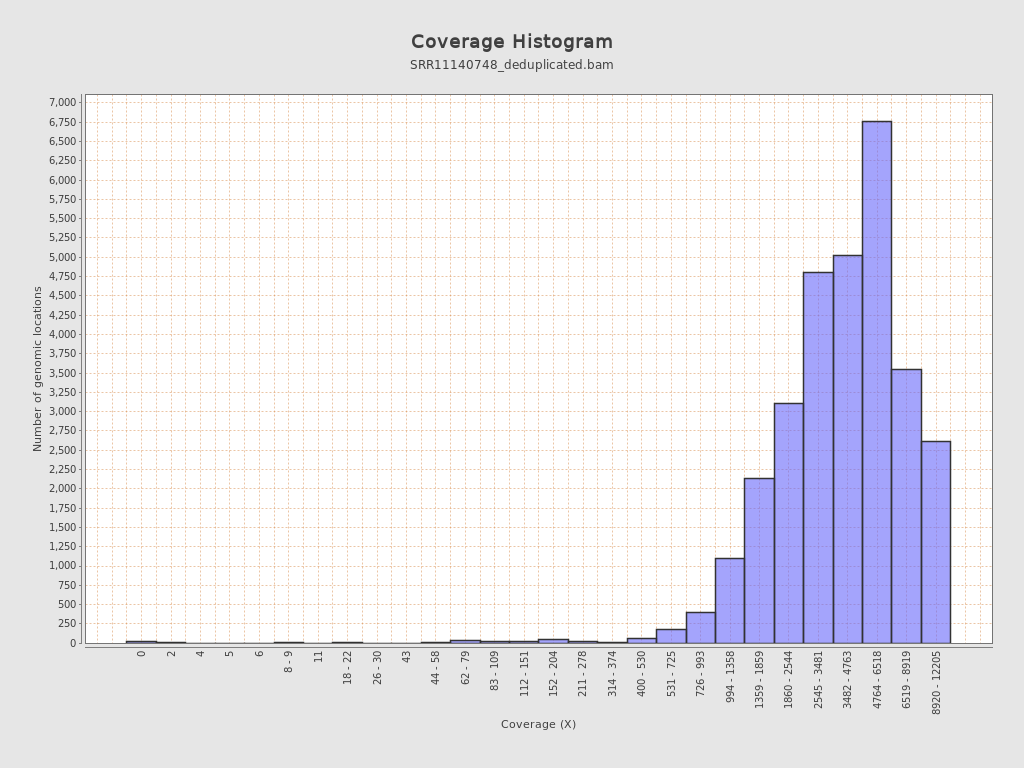 Coverage Histogram
SRR11140748_deduplicated.bam
Number of genomic locations
7,000
6,750
6,500
6,250
6,000
5,750
5,500
5,250
5,000
4,750
4,500
4,250
4,000
3,750
3,500
3,250
3,000
2,750
2,500
2,250
2,000
1,750
1,500
1,250
1,000
750
500
250
0
0
2
4
5
6
8 - 9
11
18 - 22
26 - 30
43
44 - 58
62 - 79
83 - 109
112 - 151
152 - 204
211 - 278
314 - 374
400 - 530
531 - 725
726 - 993
994 - 1358
1359 - 1859
1860 - 2544
2545 - 3481
3482 - 4763
4764 - 6518
6519 - 8919
8920 - 12205
Coverage (X)